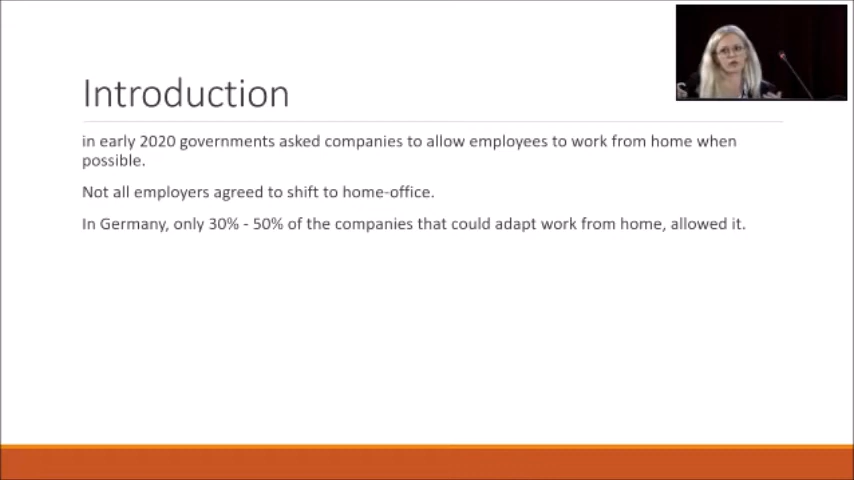 Introduction
in early 2020 governments asked companies to allow employees to work from home when
possible.
Not all employers agreed to shift to home-office.
In Germany, only 30% - 50% of the companies that could adapt work from home, allowed it.